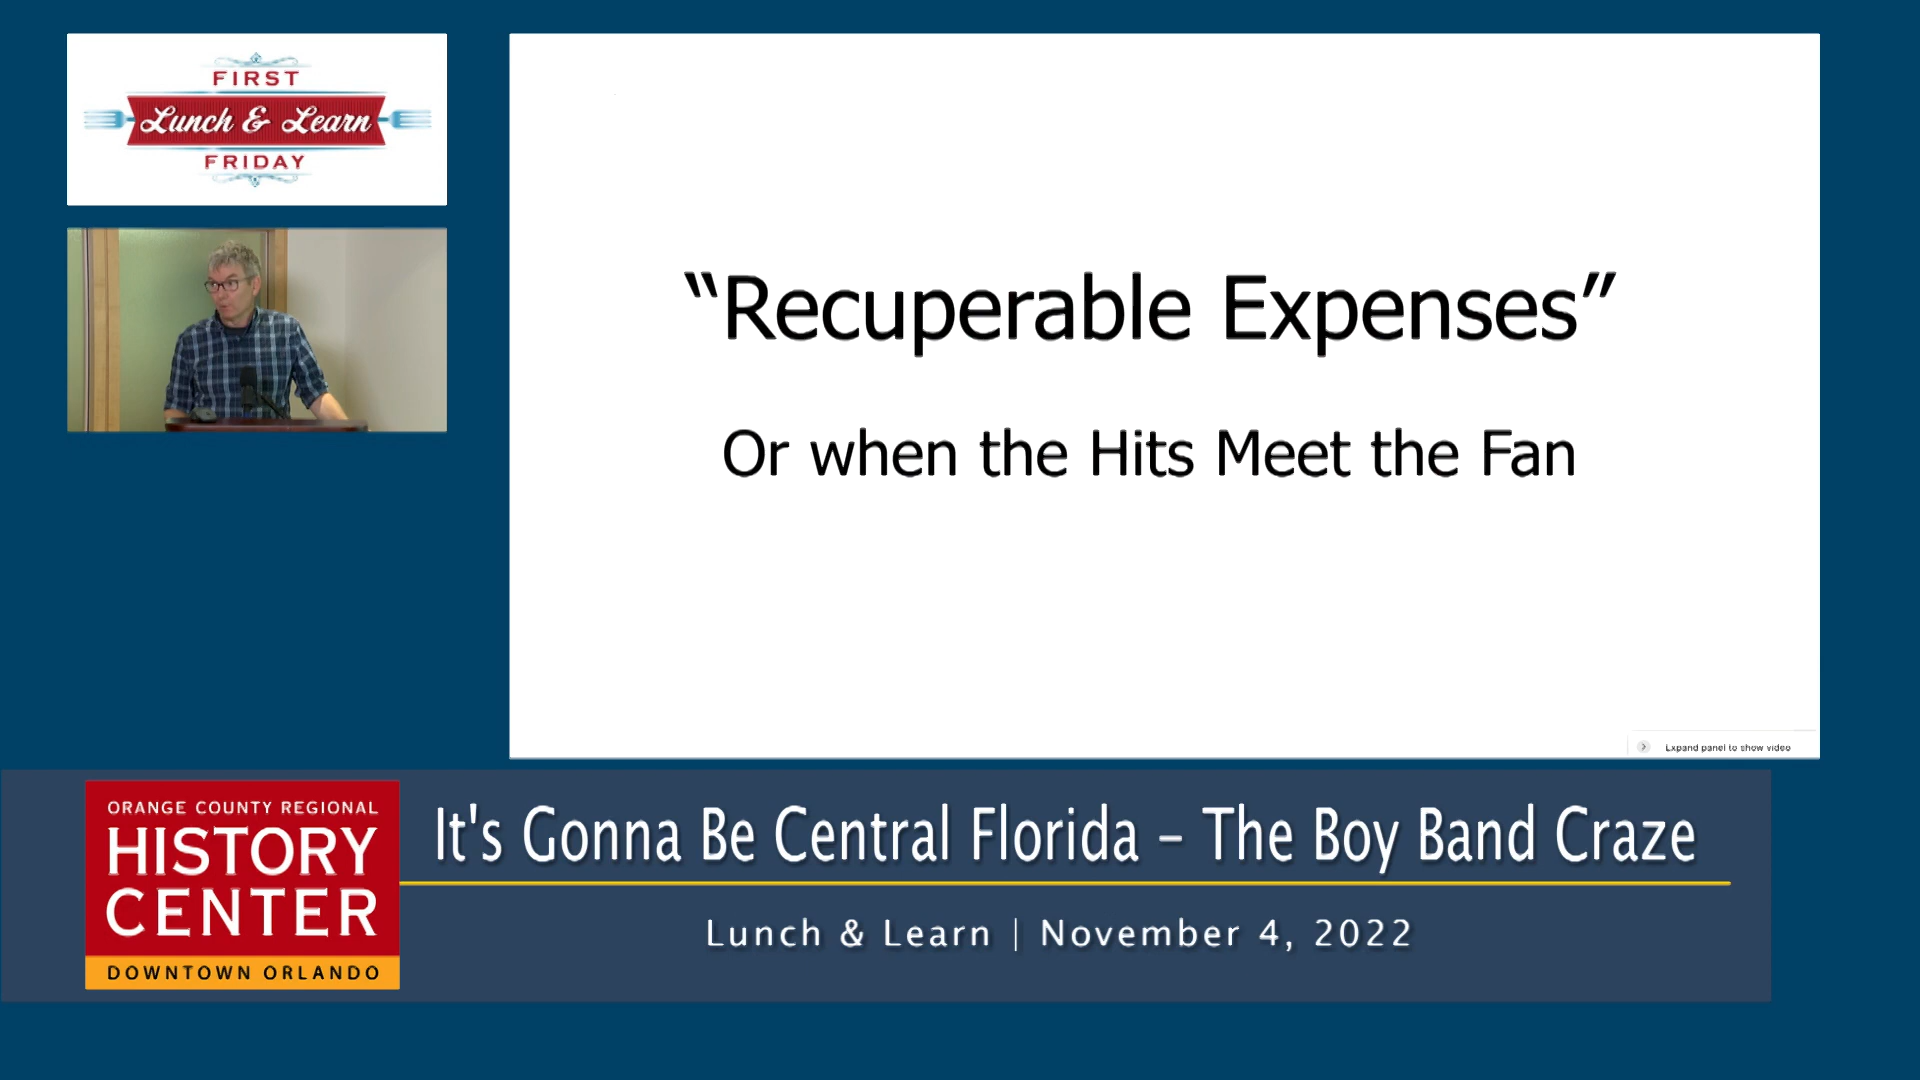 FIRST
Lunch & Learn
FRIDAY
“Recuperable Expenses”
Or when the Hits Meet the Fan
Expand panel to show video
ORANGE COUNTY REGIONAL
HISTORY
CENTER
DOWNTOWN ORLANDO
It's Gonna Be Central Florida – The Boy Band Craze
Lunch & Learn | November 4, 2022